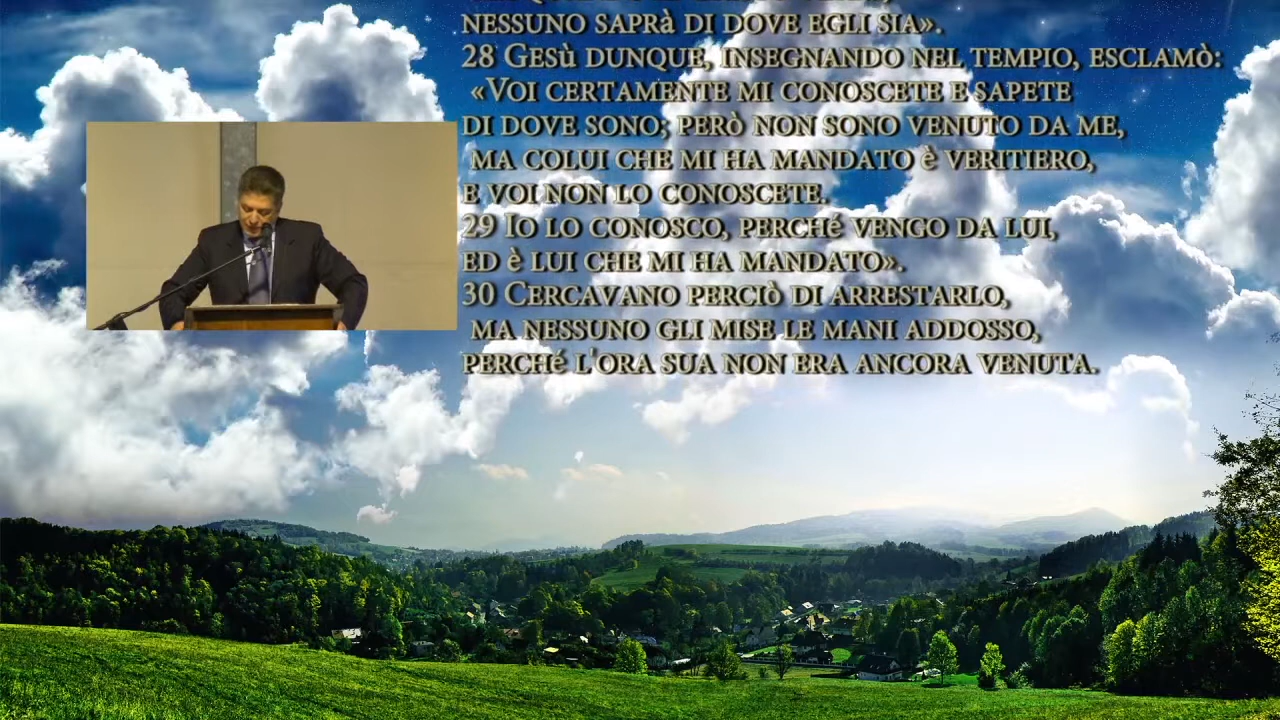 NESSUNO SAPRà DI DOVE EGLI SIA».
28 GESù DUNQUE, INSEGNANDO NEL TEMPIO, ESCLAMò:
«VOI CERTAMENTE MI CONOSCETE E SAPETE
DI DOVE SONO; PERò NON SONO VENUTO DA ME,
MA COLUI CHE MI HA MANDATO è VERITIERO,
E VOI NON LO CONOSCETE.
29 IO LO CONOSCO, PERCHé VENGO DA LUI,
ED è LUI CHE MI HA MANDATO».
30 CERCAVANO PERCIò DI ARRESTARLO,
MA NESSUNO GLI MISE LE MANI ADDOSSO,
PERCHé L'ORA SUA NON ERA ANCORA VENUTA.